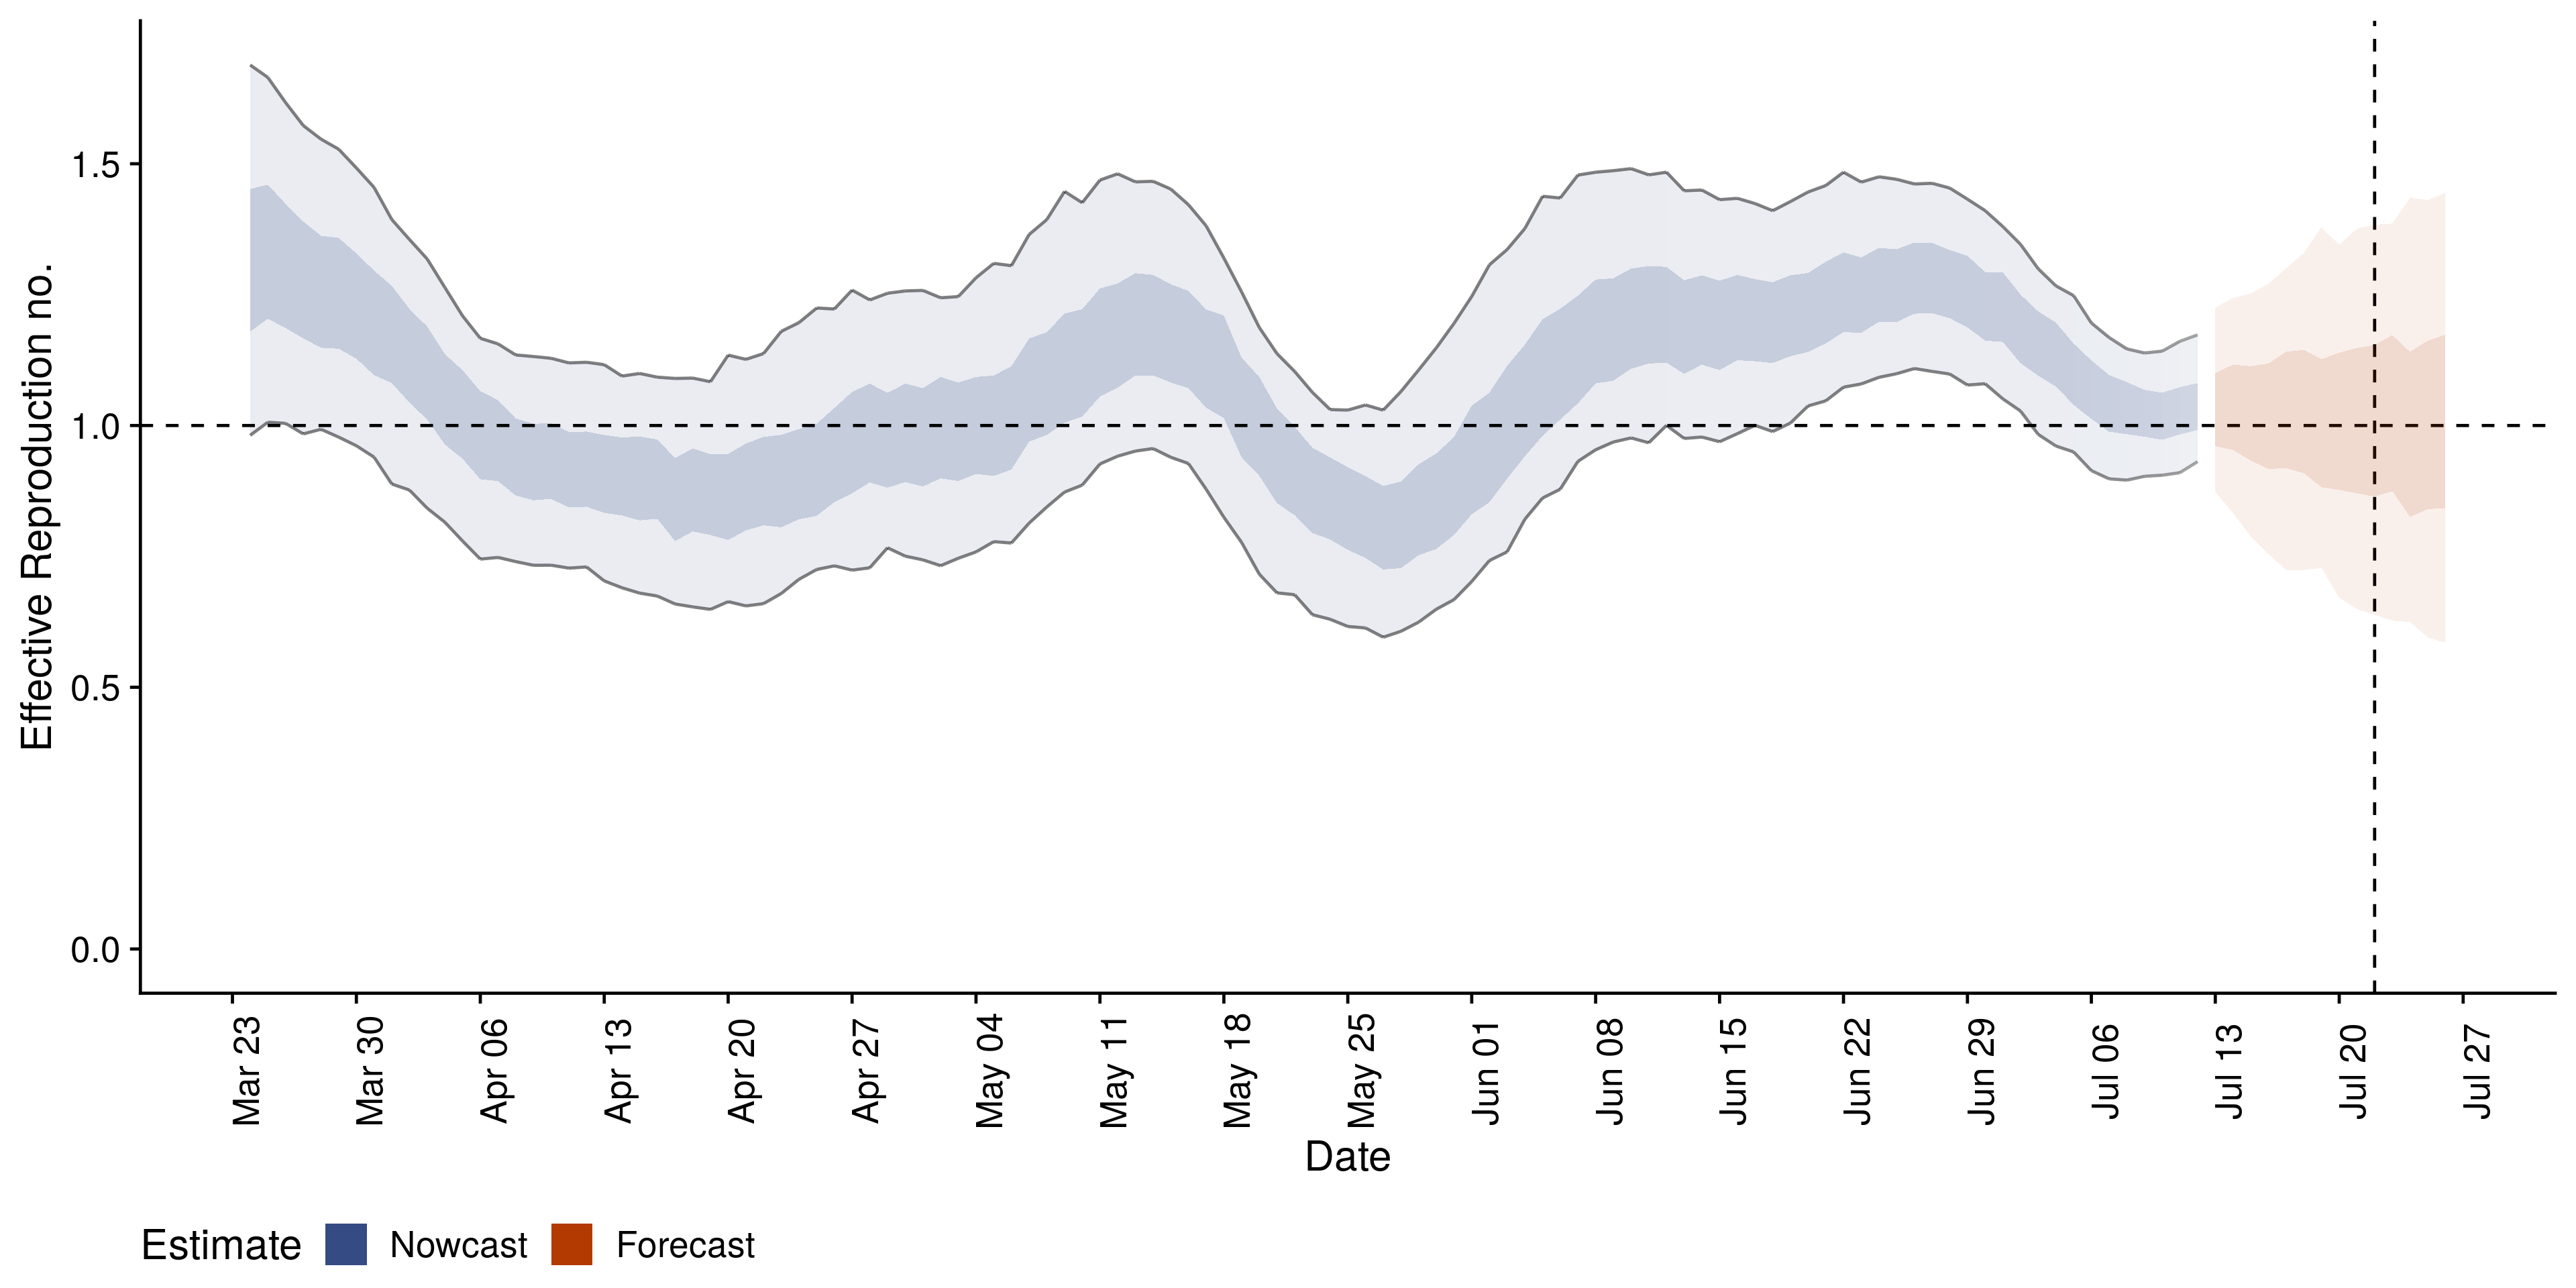 Effective Reproduction no.
1.5
1.0
0.5
0.0
Mar 23
Mar 30
Apr 06
Apr 13
Apr 20
Apr 27
May 04
May 11
May 18
May 25
Jun 01
Jun 08
Jun 15
Jun 22
Jun 29
Jul 06
Jul 13
Jul 20
Jul 27
Date
Estimate Nowcast Forecast